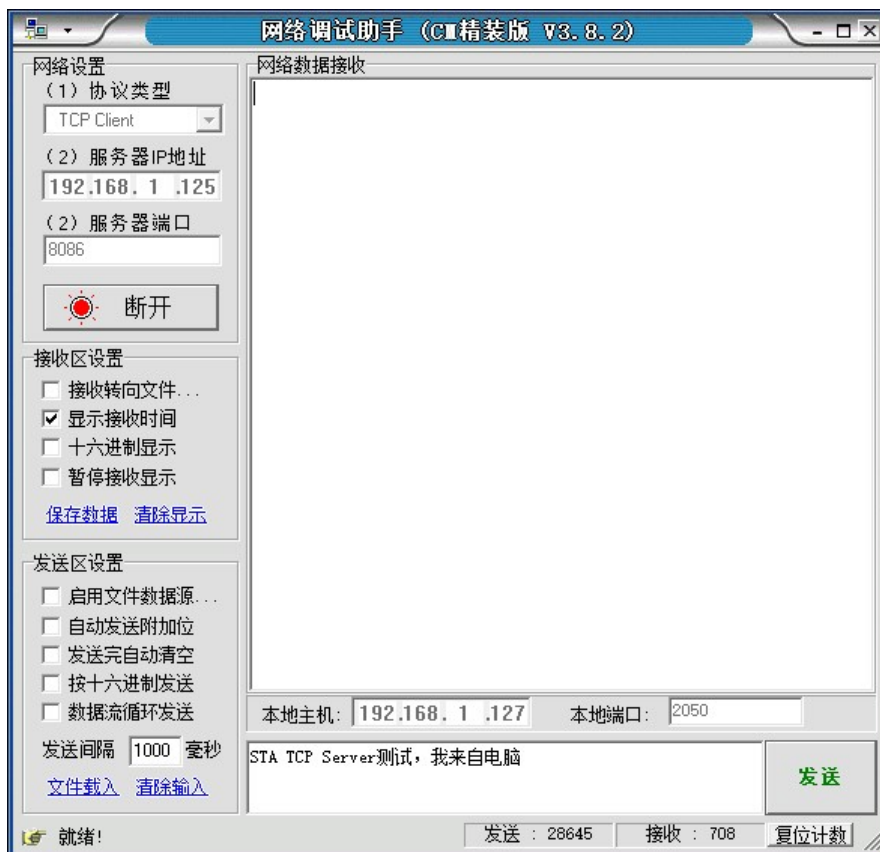 网络调试助手 (CⅢ精装版 V3.8.2)
网络设置
(1) 协议类型
TCP Client
(2) 服务器IP地址
192.168. 1 .125
(2) 服务器端口
8086
断开
接收区设置
接收转向文件...
显示接收时间
十六进制显示
暂停接收显示
保存数据 清除显示
发送区设置
启用文件数据源...
自动发送附加位
发送完自动清空
按十六进制发送
数据流循环发送
发送间隔 1000 毫秒
文件载入 清除输入
网络数据接收
本地主机: 192.168. 1 .127 本地端口: 2050
STA TCP Server测试，我来自电脑
发送
就绪!
发送 : 28645 接收 : 708 复位计数